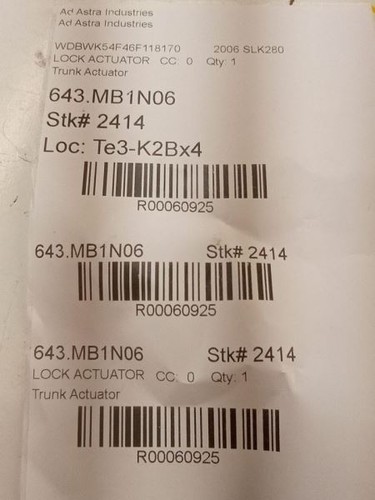 Ad Astra Industries
Ad Astra Industries
WDBWK54F46F118170 2006 SLK280
LOCK ACTUATOR CC: 0 Qty: 1
Trunk Actuator
643.MB1N06
Stk# 2414
Loc: Te3-K2Bx4
R00060925
643.MB1N06 Stk# 2414
R00060925
643.MB1N06 Stk# 2414
LOCK ACTUATOR CC: 0 Qty: 1
Trunk Actuator
R00060925